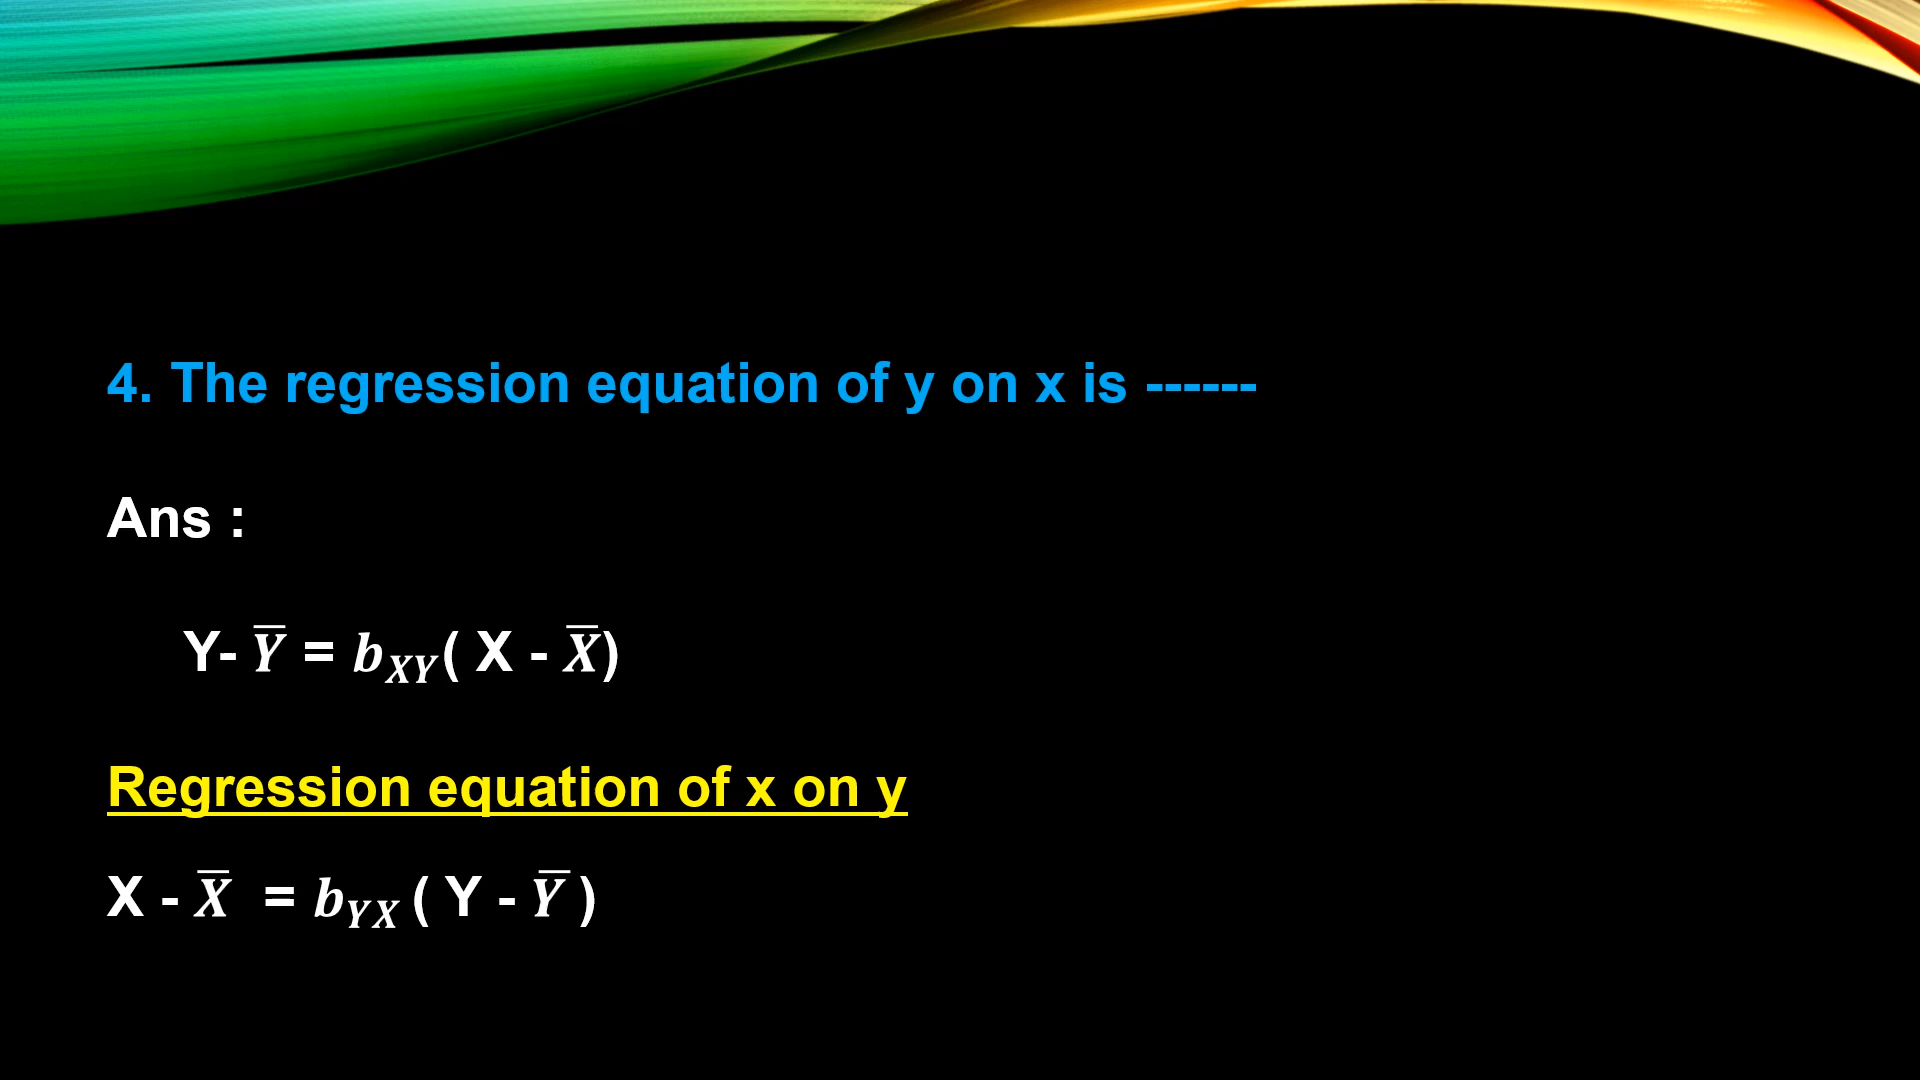 4. The regression equation of y on x is ------
Ans :
Y- Y̅ = b_XY( X - X̅)
Regression equation of x on y
X - X̅ = b_YX ( Y - Y̅ )